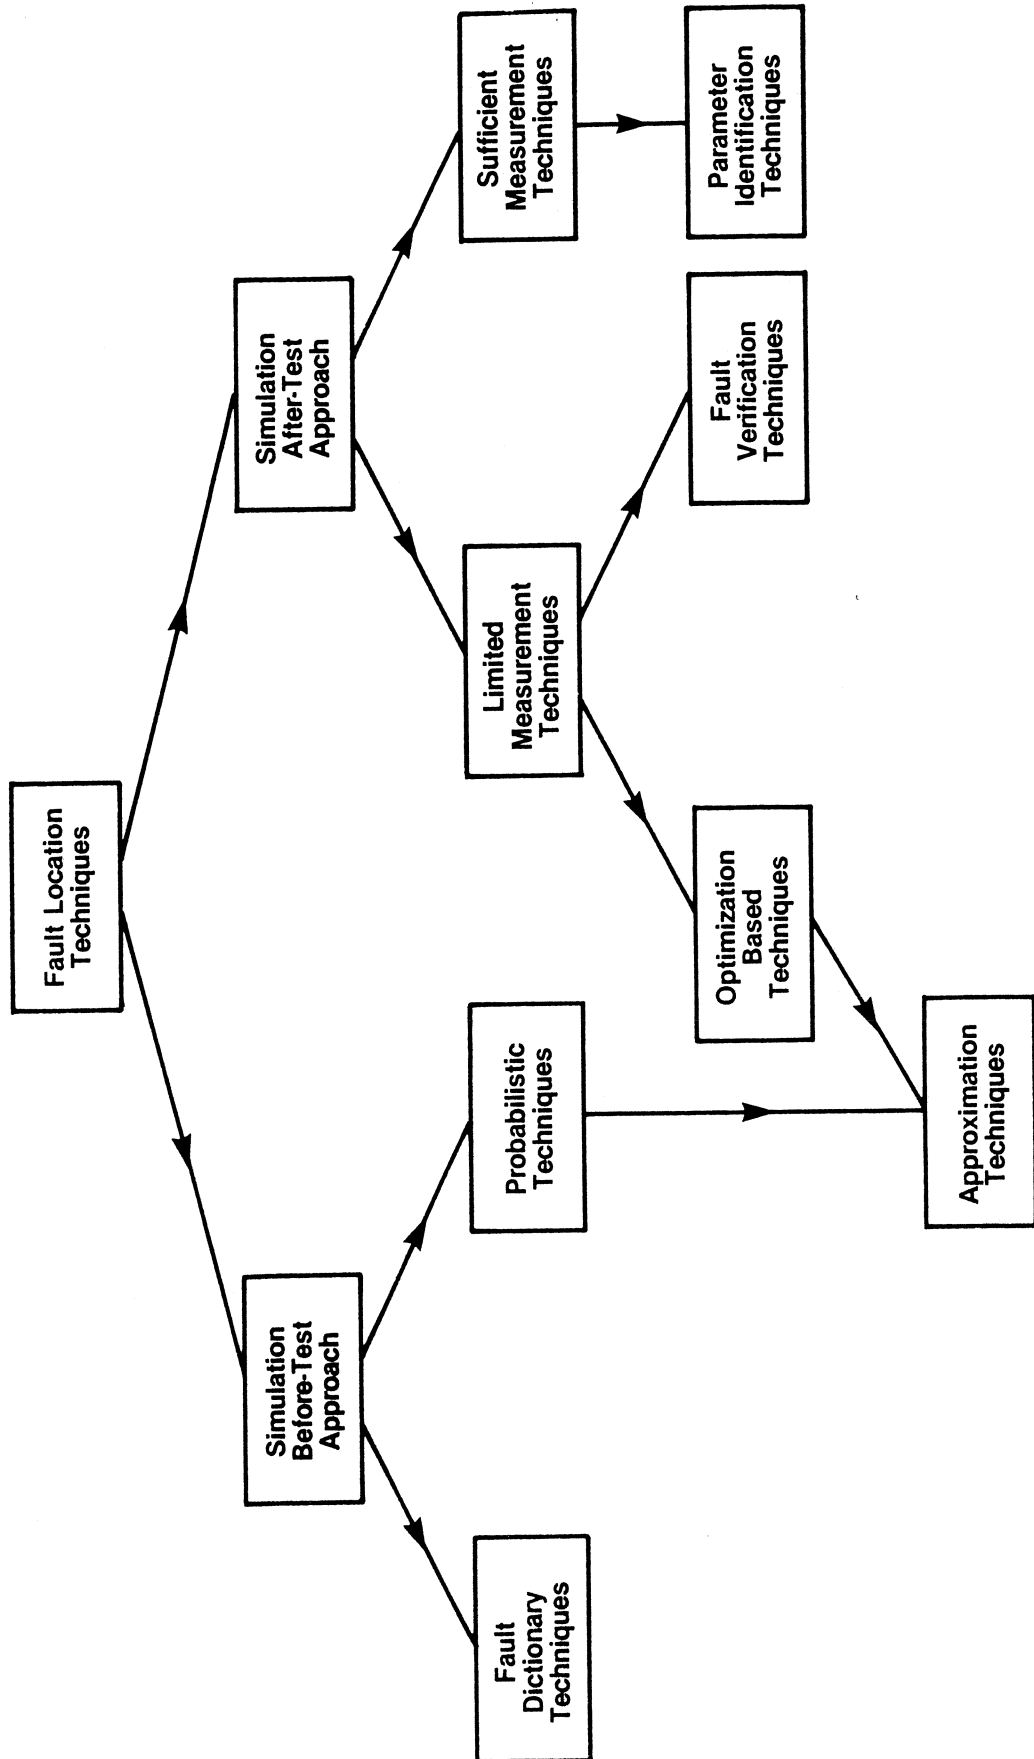 Fault Location
Techniques
Simulation
Before-Test
Approach
Simulation
After-Test
Approach
Fault
Dictionary
Techniques
Probabilistic
Techniques
Limited
Measurement
Techniques
Sufficient
Measurement
Techniques
Optimization
Based
Techniques
Fault
Verification
Techniques
Parameter
Identification
Techniques
Approximation
Techniques